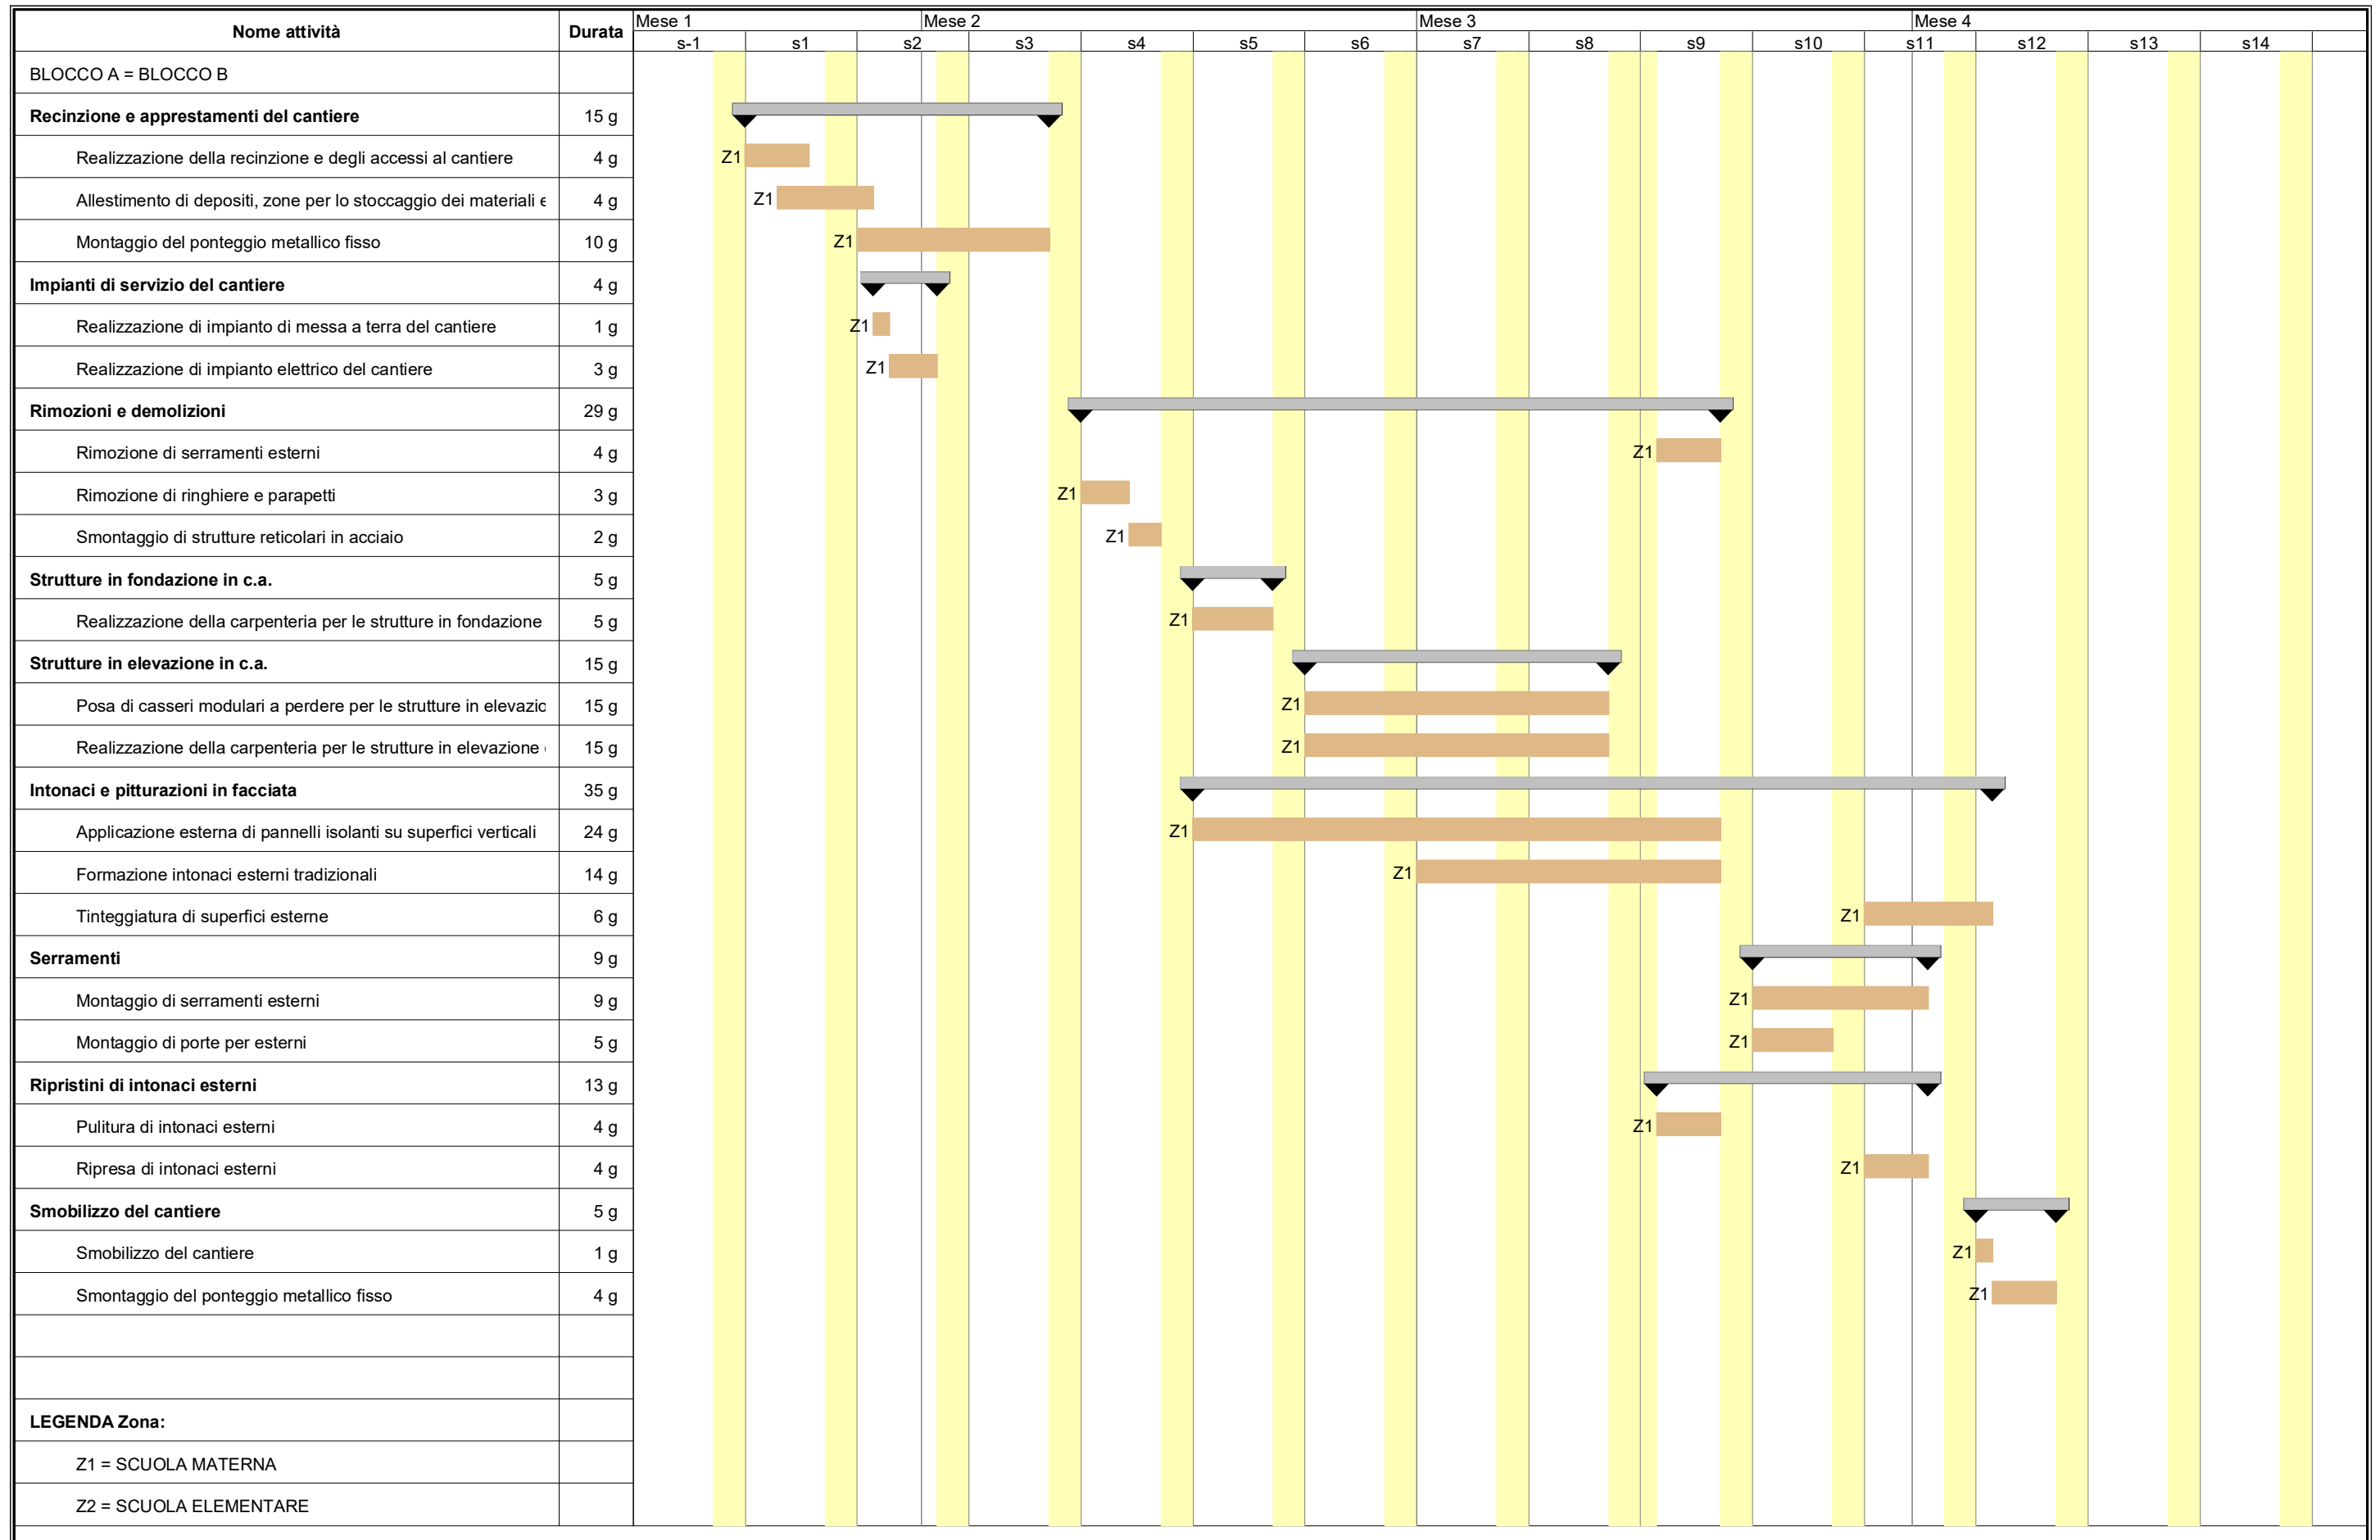 Nome attività Durata Mese 1 Mese 2 Mese 3 Mese 4
s-1 s1 s2 s3 s4 s5 s6 s7 s8 s9 s10 s11 s12 s13 s14
BLOCCO A = BLOCCO B
Recinzione e apprestamenti del cantiere 15 g
Realizzazione della recinzione e degli accessi al cantiere 4 g Z1
Allestimento di depositi, zone per lo stoccaggio dei materiali e 4 g Z1
Montaggio del ponteggio metallico fisso 10 g Z1
Impianti di servizio del cantiere 4 g
Realizzazione di impianto di messa a terra del cantiere 1 g Z1
Realizzazione di impianto elettrico del cantiere 3 g Z1
Rimozioni e demolizioni 29 g
Rimozione di serramenti esterni 4 g Z1
Rimozione di ringhiere e parapetti 3 g Z1
Smontaggio di strutture reticolari in acciaio 2 g Z1
Strutture in fondazione in c.a. 5 g
Realizzazione della carpenteria per le strutture in fondazione 5 g Z1
Strutture in elevazione in c.a. 15 g
Posa di casseri modulari a perdere per le strutture in elevazio 15 g Z1
Realizzazione della carpenteria per le strutture in elevazione 15 g Z1
Intonaci e pitturazioni in facciata 35 g
Applicazione esterna di pannelli isolanti su superfici verticali 24 g Z1
Formazione intonaci esterni tradizionali 14 g Z1
Tinteggiatura di superfici esterne 6 g Z1
Serramenti 9 g
Montaggio di serramenti esterni 9 g Z1
Montaggio di porte per esterni 5 g Z1
Ripristini di intonaci esterni 13 g
Pulitura di intonaci esterni 4 g Z1
Ripresa di intonaci esterni 4 g Z1
Smobilizzo del cantiere 5 g
Smobilizzo del cantiere 1 g Z1
Smontaggio del ponteggio metallico fisso 4 g Z1
LEGENDA Zona:
Z1 = SCUOLA MATERNA
Z2 = SCUOLA ELEMENTARE